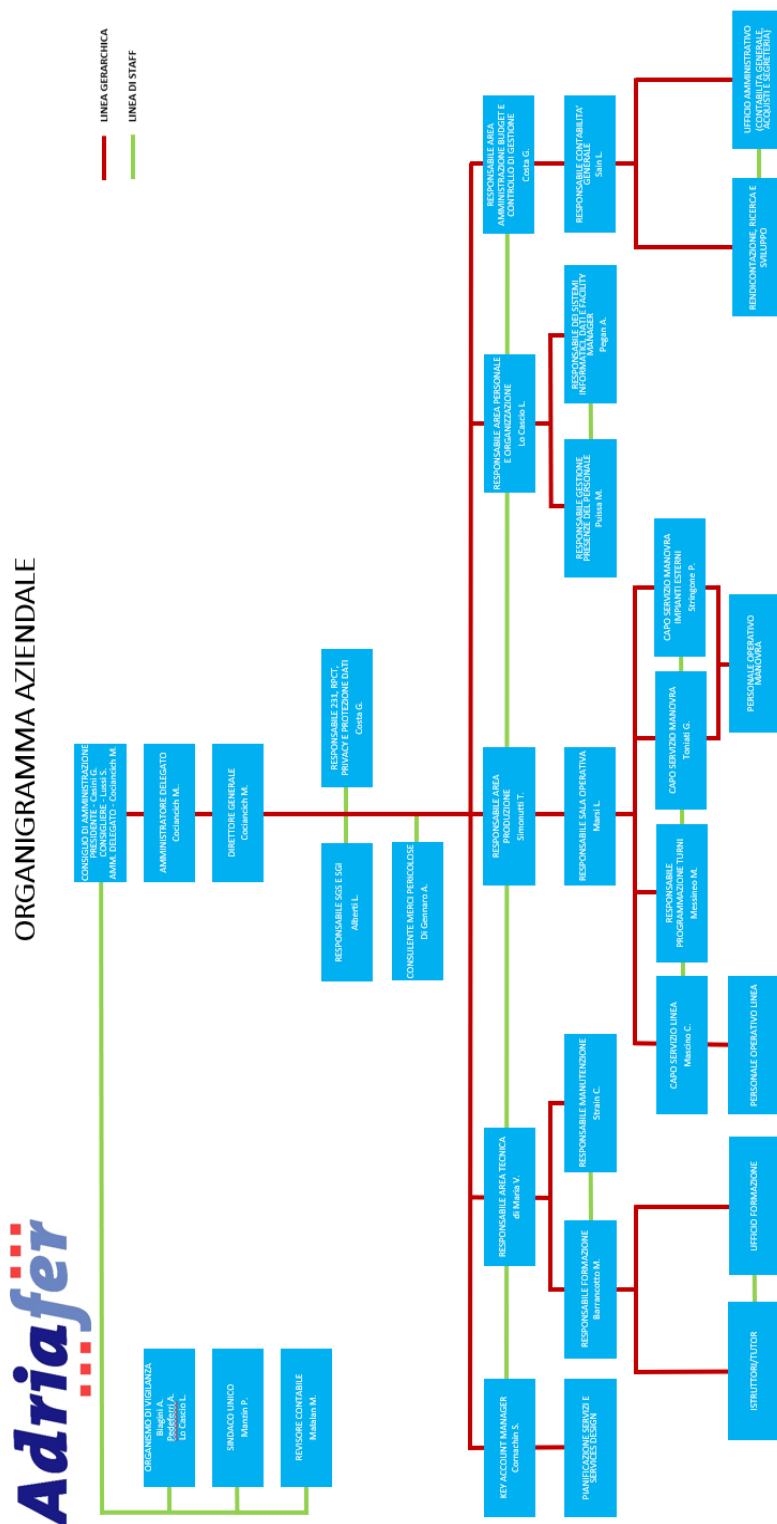 Adriafer
ORGANIGRAMMA AZIENDALE
LINEA GERARCHICA
LINEA DI STAFF
CONSIGLIO DI AMMINISTRAZIONE
PRESIDENTE - Casini G.
CONSIGLIERE - Lussi S.
AMM. DELEGATO - Cociancich M.
AMMINISTRATORE DELEGATO
Cociancich M..
DIRETTORE GENERALE
Cociancich M.
ORGANISMO DI VIGILANZA
Biagini A.
Pedeferri A.
Lo Cascio L.
SINDACO UNICO
Manzin P.
REVISORE CONTABILE
Malalan M.
RESPONSABILE SGS E SGI
Alberti L.
RESPONSABILE 231, RPCT,
PRIVACY E PROTEZIONE DATI
Costa G.
CONSULENTE MERCI PERICOLOSE
Di Gennaro A.
KEY ACCOUNT MANAGER
Cornachin S.
RESPONSABILE AREA TECNICA
di Maria V.
RESPONSABILE AREA
PRODUZIONE
Simonutti T.
RESPONSABILE AREA PERSONALE
E ORGANIZZAZIONE
Lo Cascio L.
RESPONSABILE AREA
AMMINISTRAZIONE BUDGET E
CONTROLLO DI GESTIONE
Costa G.
PIANIFICAZIONE SERVIZI E
SERVICES DESIGN
RESPONSABILE FORMAZIONE
Barrancotto M.
RESPONSABILE MANUTENZIONE
Strain C.
RESPONSABILE SALA OPERATIVA
Marsi L.
RESPONSABILE GESTIONE
PRESENZE DEL PERSONALE
Puissa M.
RESPONSABILE DEI SISTEMI
INFORMATICI, DATI E FACILITY
MANAGER
Pegan A.
RESPONSABILE CONTABILITA'
GENERALE
Sain L.
CAPO SERVIZIO LINEA
Mascino C.
RESPONSABILE
PROGRAMMAZIONE TURNI
Messineo M.
CAPO SERVIZIO MANOVRA
Toniati G.
CAPO SERVIZIO MANOVRA
IMPIANTI ESTERNI
Stringone P.
ISTRUTTORI/TUTOR
UFFICIO FORMAZIONE
PERSONALE OPERATIVO LINEA
PERSONALE OPERATIVO
MANOVRA
RENDICONTAZIONE, RICERCA E
SVILUPPO
UFFICIO AMMINISTRATIVO
(CONTABILITA GENERALE,
ACQUISTI E SEGRETERIA)